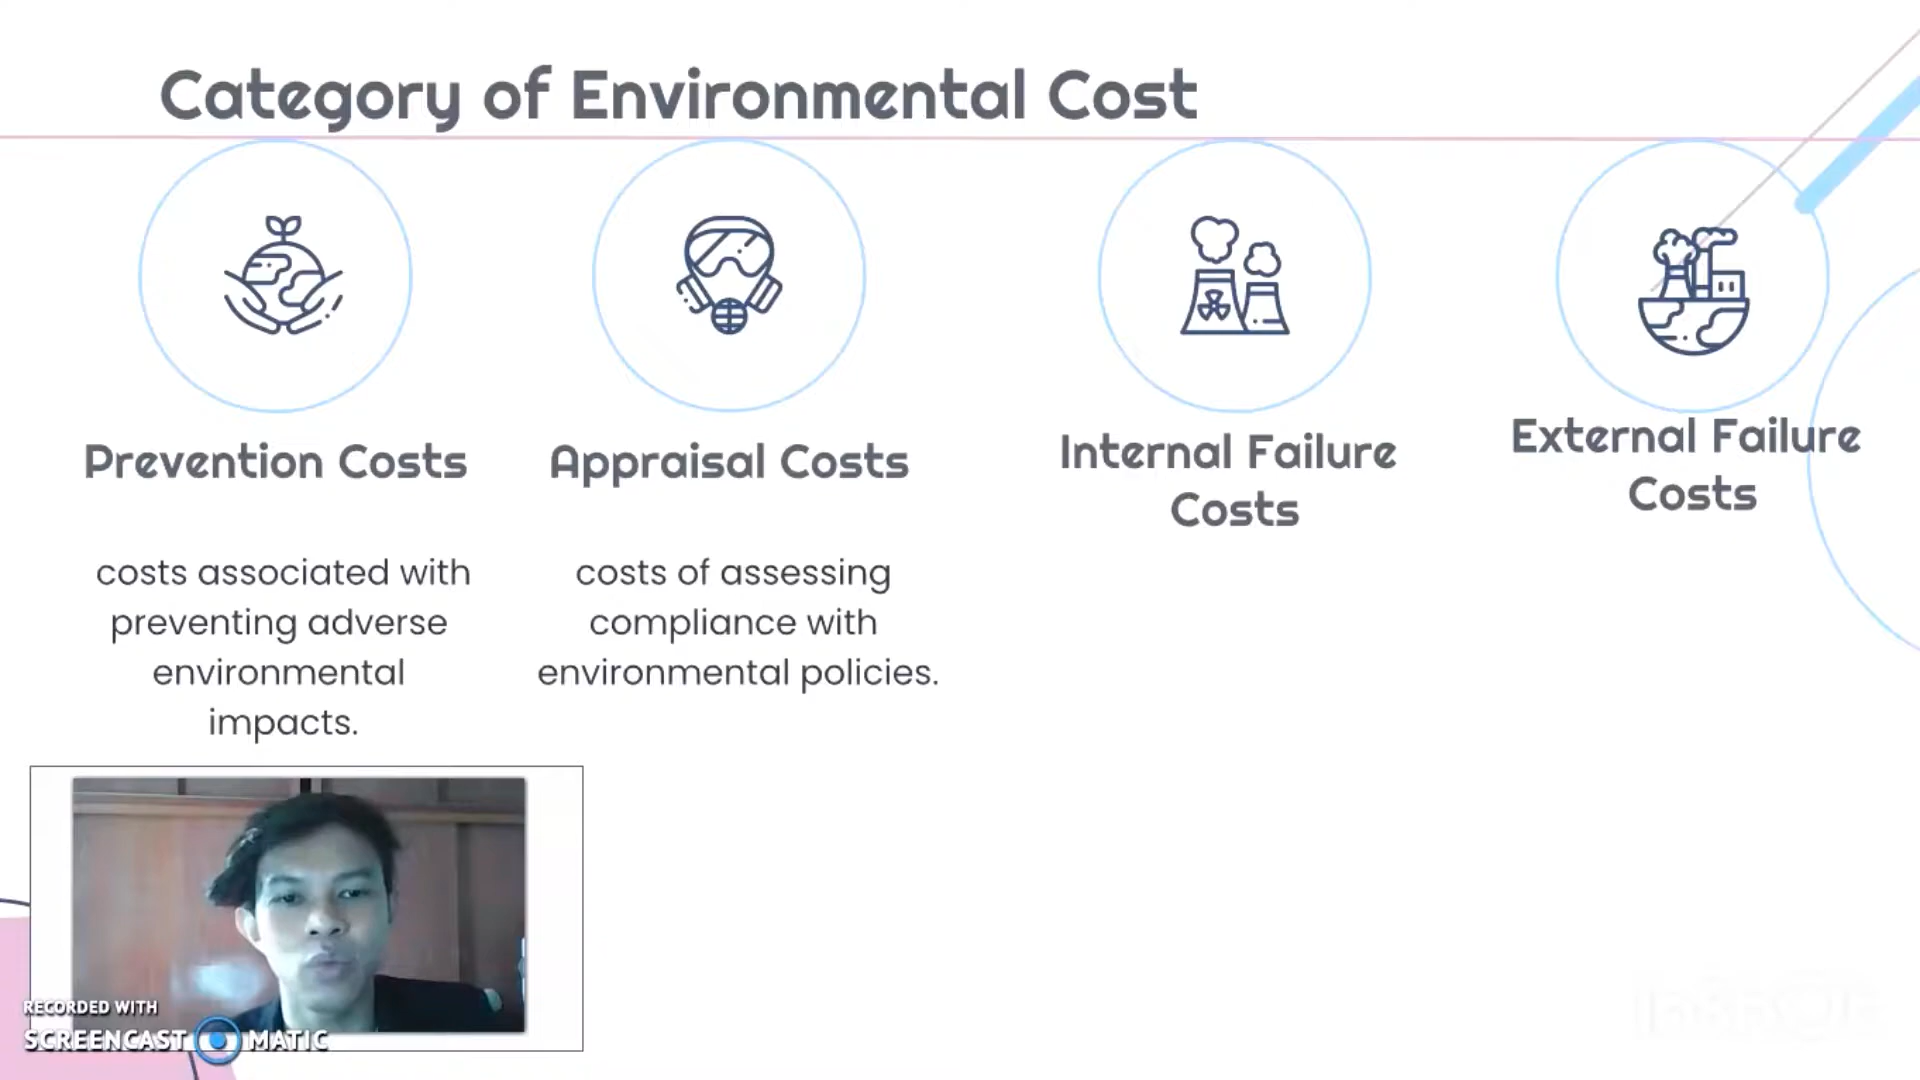 Category of Environmental Cost
Prevention Costs
costs associated with
preventing adverse
environmental
impacts.
Appraisal Costs
costs of assessing
compliance with
environmental policies.
Internal Failure
Costs
External Failure
Costs
RECORDED WITH
SCREENCAST MATIC